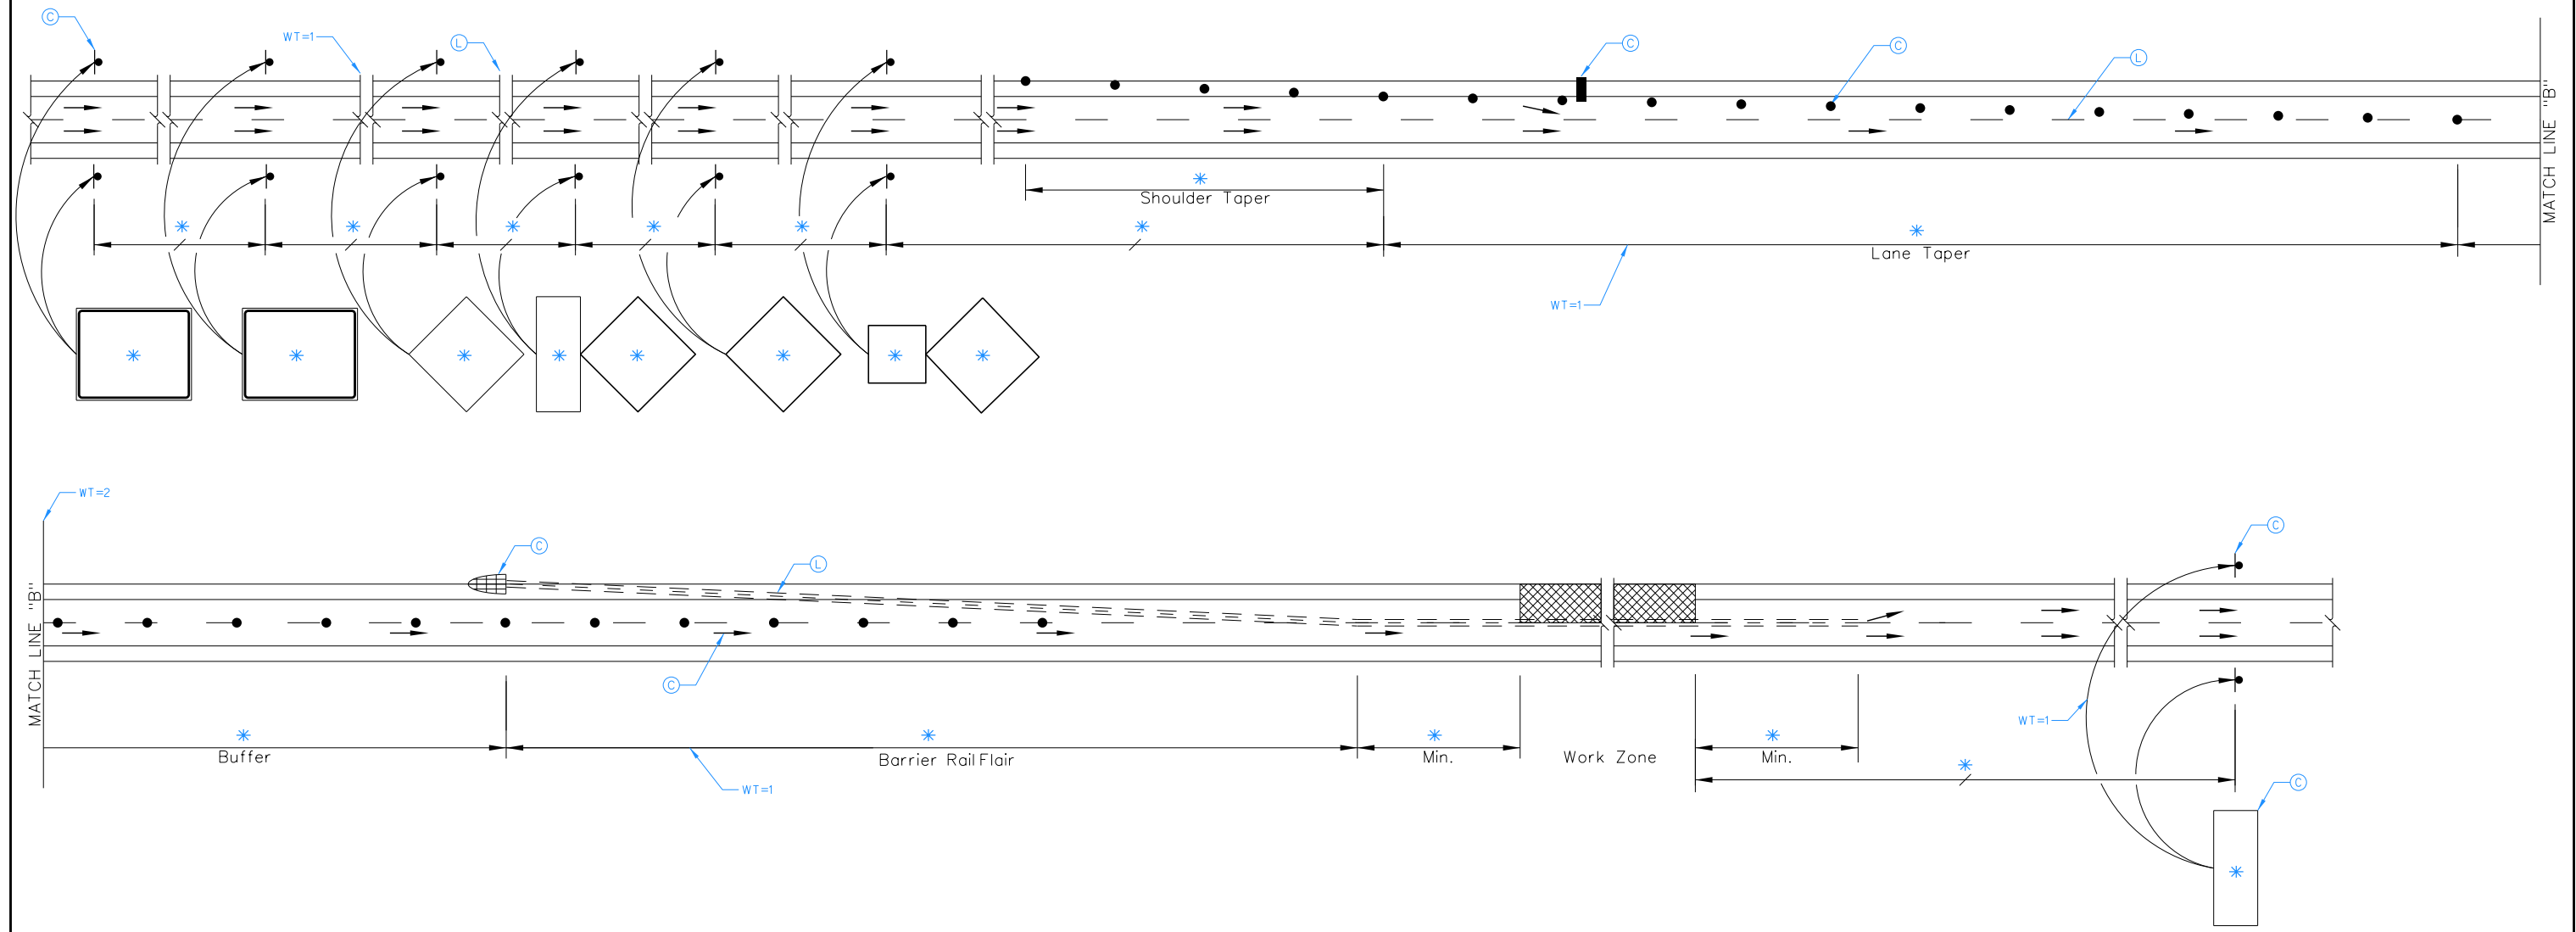 C
WT=1
L
C
C
L
MATCH LINE "B"
*
Shoulder Taper
* * * * * * *
Lane Taper
WT=1
* * * * * * * *
WT=2
C
L
C
MATCH LINE "B"
C
WT=1
*
Buffer
*
Barrier Rail Flair
*
Min.
Work Zone
*
Min.
*
WT=1
C
*